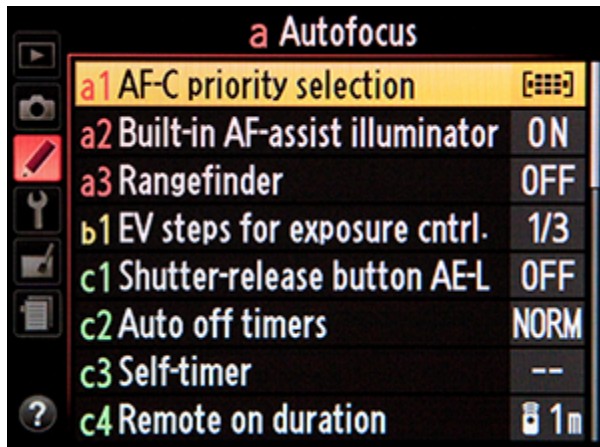 a Autofocus
a1 AF-C priority selection
a2 Built-in AF-assist illuminator ON
a3 Rangefinder OFF
b1 EV steps for exposure cntrl. 1/3
c1 Shutter-release button AE-L OFF
c2 Auto off timers NORM
c3 Self-timer --
c4 Remote on duration 1m
?